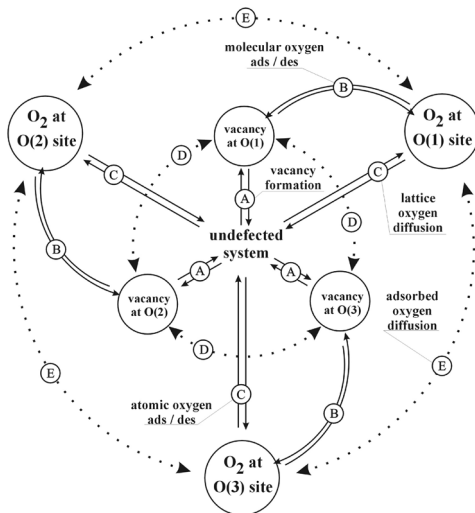 E
molecular oxygen
ads / des
B
O2 at
O(2) site
vacancy
at O(1)
O2 at
O(1) site
D
C
vacancy
formation
A
C
lattice
oxygen
diffusion
D
undefected
system
B
A
A
vacancy
at O(2)
vacancy
at O(3)
adsorbed
oxygen
diffusion
D
E
E
atomic oxygen
ads / des
C
B
O2 at
O(3) site